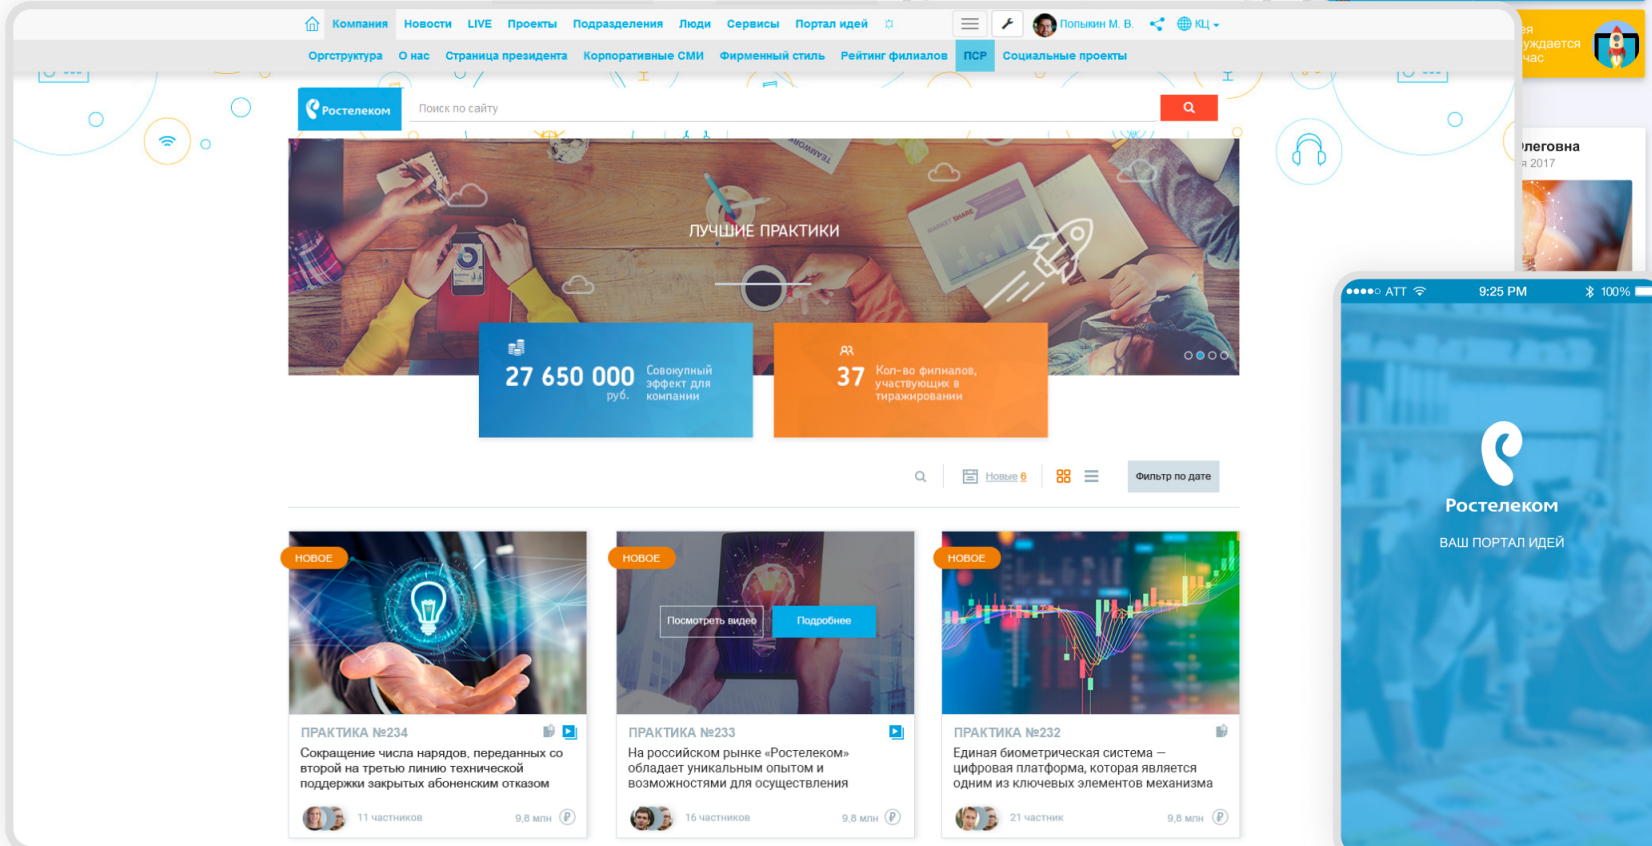 Компания Новости LIVE Проекты Подразделения Люди Сервисы Портал идей Попыкин М. В. КЦ
Оргструктура О нас Страница президента Корпоративные СМИ Фирменный стиль Рейтинг филиалов ПСР Социальные проекты
Ростелеком Поиск по сайту
TEAMWORK
MARKET SHARE
ЛУЧШИЕ ПРАКТИКИ
27 650 000
руб.
Совокупный
эффект для
компании
37
Кол-во филиалов,
участвующих в
тиражировании
Новые 6 Фильтр по дате
НОВОЕ
ПРАКТИКА №234
Сокращение числа нарядов, переданных со
второй на третью линию технической
поддержки закрытых абонентским отказом
11 участников 9,8 млн
НОВОЕ
Посмотреть видео Подробнее
ПРАКТИКА №233
На российском рынке «Ростелеком»
обладает уникальным опытом и
возможностями для осуществления
16 участников 9,8 млн
НОВОЕ
ПРАКТИКА №232
Единая биометрическая система —
цифровая платформа, которая является
одним из ключевых элементов механизма
21 участник 9,8 млн
2017
ATT 9:25 PM 100%
Ростелеком
ВАШ ПОРТАЛ ИДЕЙ